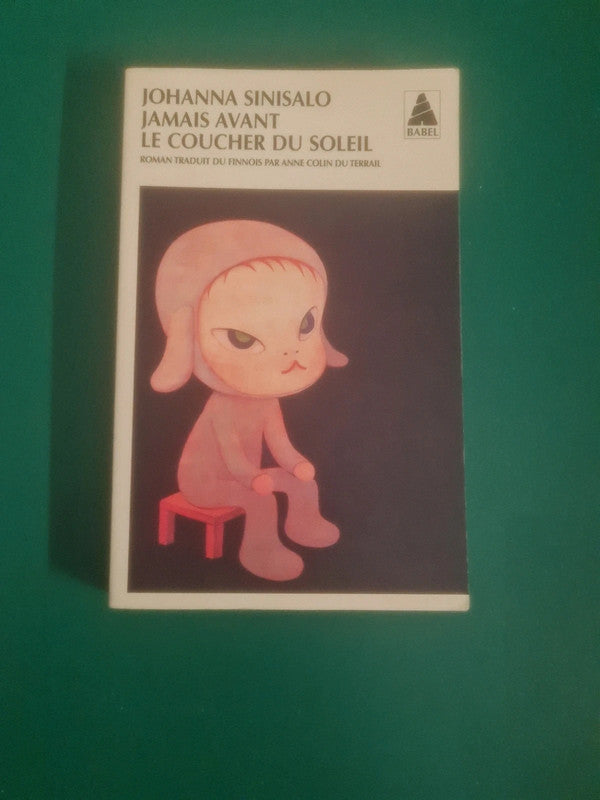 JOHANNA SINISALO
JAMAIS AVANT
LE COUCHER DU SOLEIL
ROMAN TRADUIT DU FINNOIS PAR ANNE COLIN DU TERRAIL
BABEL